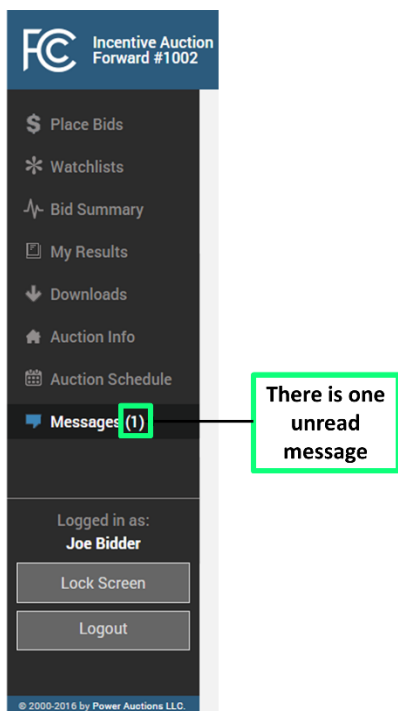 FCC
Incentive Auction
Forward #1002
Place Bids
Watchlists
Bid Summary
My Results
Downloads
Auction Info
Auction Schedule
Messages (1)
There is one
unread
message
Logged in as:
Joe Bidder
Lock Screen
Logout
© 2000-2016 by Power Auctions LLC.